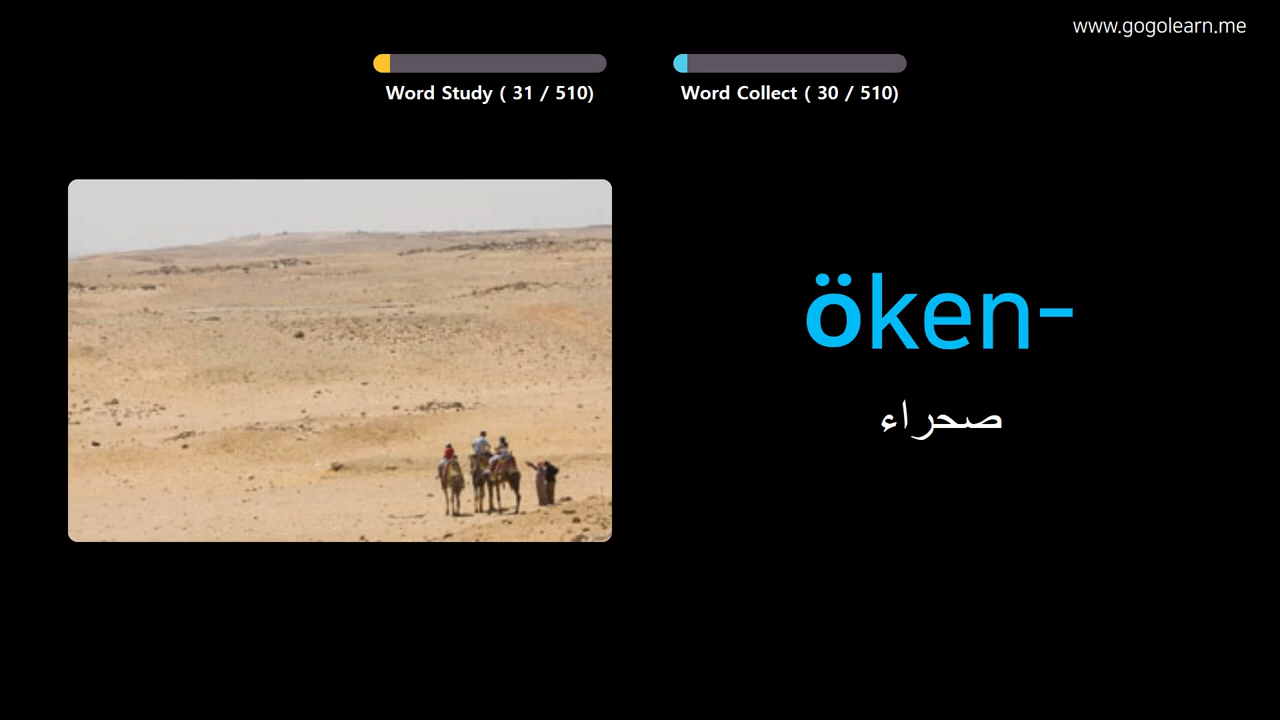 www.gogolearn.me
Word Study ( 31 / 510)
Word Collect ( 30 / 510)
öken-
صحراء